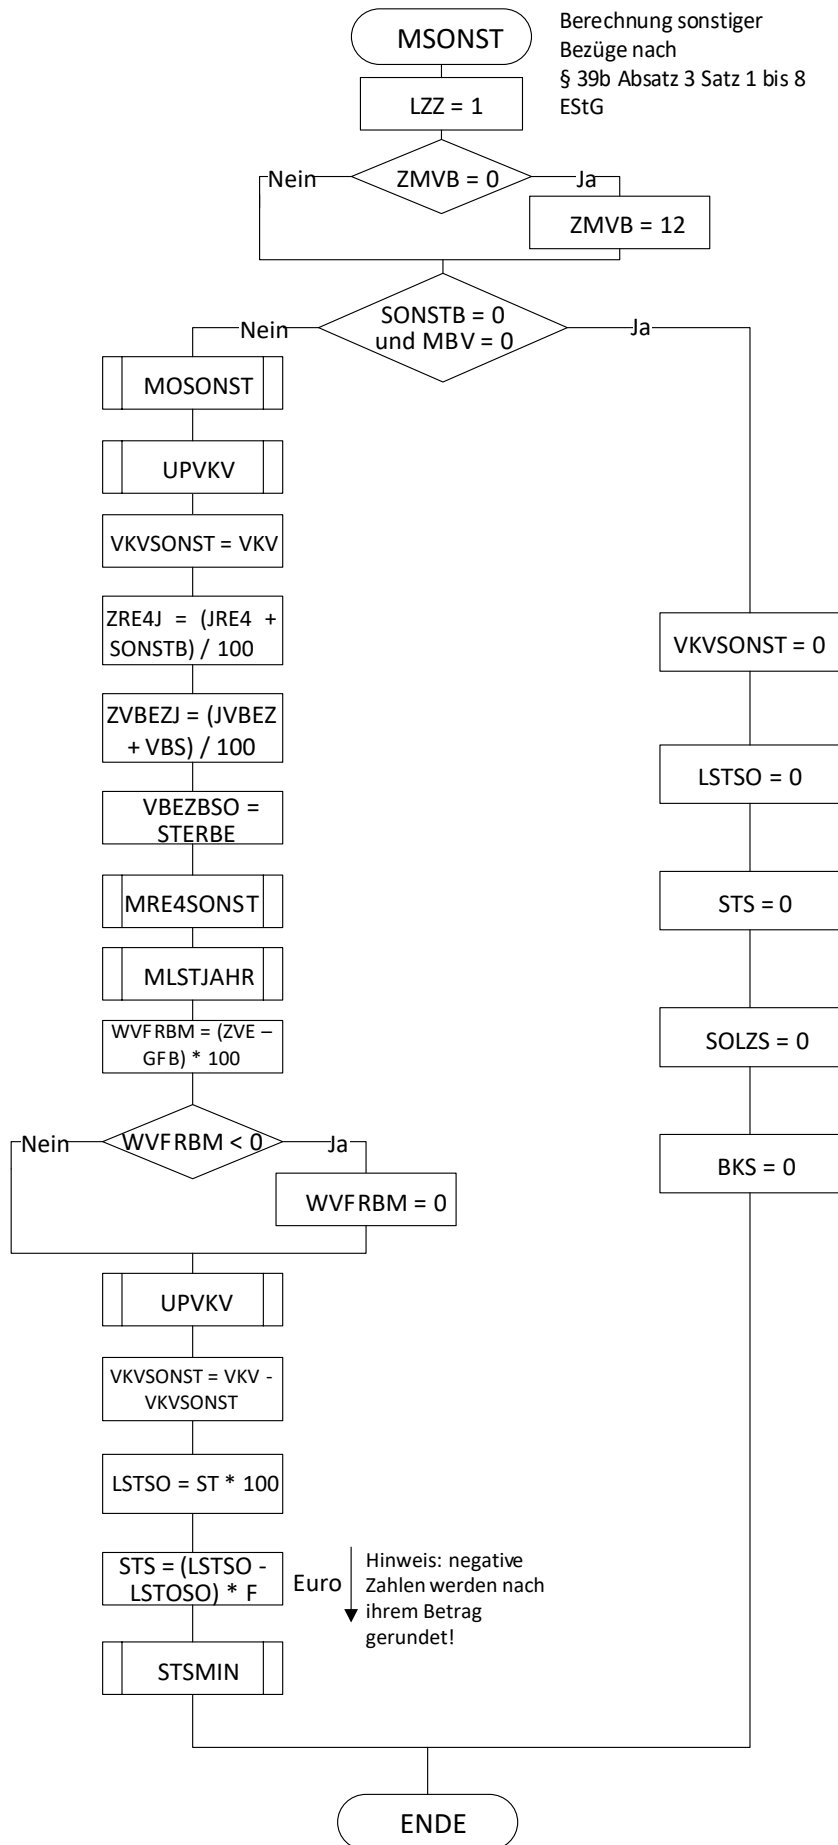 MSONST
Berechnung sonstiger
Bezüge nach
§ 39b Absatz 3 Satz 1 bis 8
EStG
LZZ = 1
Nein
ZMVB = 0
Ja
ZMVB = 12
Nein
SONSTB = 0
und MBV = 0
Ja
MOSONST
UPVKV
VKVSONST = VKV
ZRE4J = (JRE4 +
SONSTB) / 100
ZVBEZJ = (JVBEZ
+ VBS) / 100
VBEZBSO =
STERBE
MRE4SONST
MLSTJAHR
WVFRBM = (ZVE –
GFB) * 100
Nein
WVFRBM < 0
Ja
WVFRBM = 0
UPVKV
VKVSONST = VKV -
VKVSONST
LSTSO = ST * 100
STS = (LSTSO -
LSTOSO) * F
Euro
Hinweis: negative
Zahlen werden nach
ihrem Betrag
gerundet!
STSMIN
VKVSONST = 0
LSTSO = 0
STS = 0
SOLZS = 0
BKS = 0
ENDE